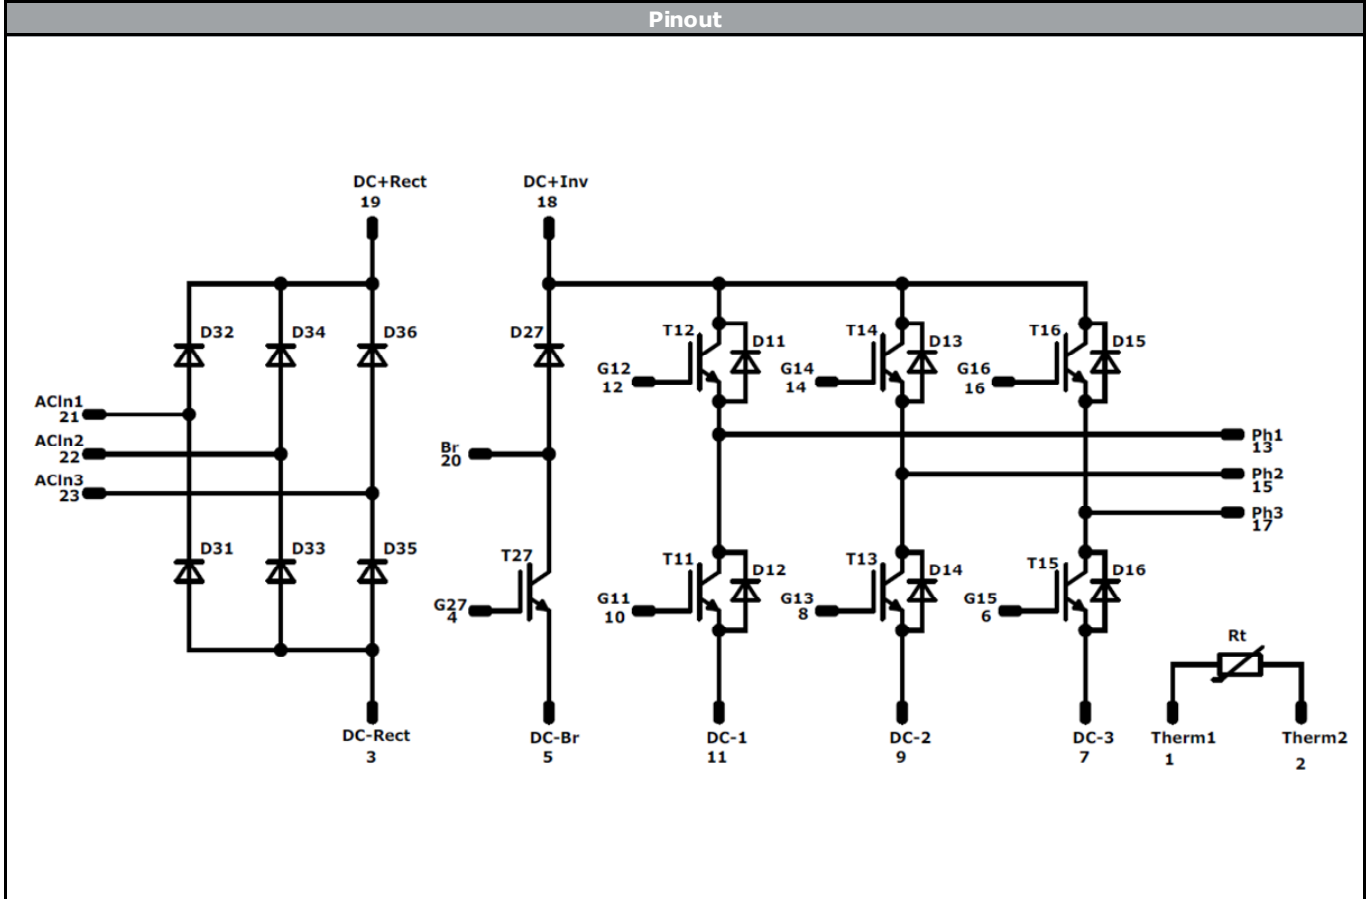 Pinout
DC+Rect
19
DC+Inv
18
D32
D34
D36
D27
T12
D11
T14
D13
T16
D15
G12
12
G14
14
G16
16
ACIn1
21
ACIn2
22
ACIn3
23
Br
20
Ph1
13
Ph2
15
Ph3
17
D31
D33
D35
T27
T11
D12
T13
D14
T15
D16
G27
4
G11
10
G13
8
G15
6
Rt
DC-Rect
3
DC-Br
5
DC-1
11
DC-2
9
DC-3
7
Therm1
1
Therm2
2